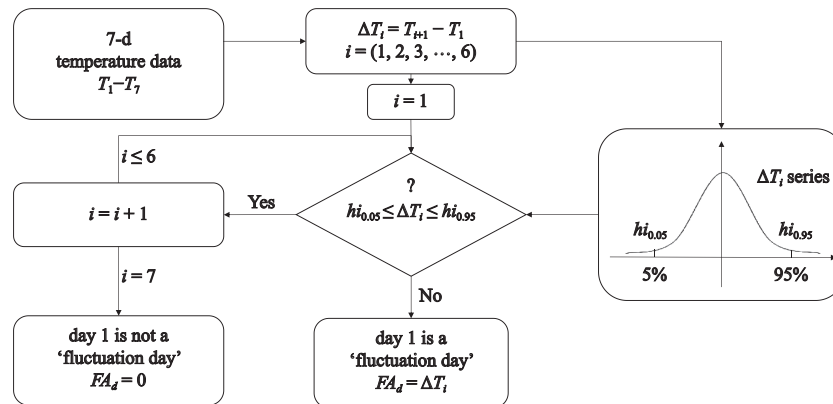 7-d
temperature data
T₁−T₇
ΔTᵢ = Tᵢ₊₁ − T₁
i = (1, 2, 3, …, 6)
i = 1
i ≤ 6
i = i + 1
Yes
?
hi₀.₀₅ ≤ ΔTᵢ ≤ hi₀.₉₅
ΔTᵢ series
hi₀.₀₅
hi₀.₉₅
5%
95%
i = 7
No
day 1 is not a
‘fluctuation day’
FA_d = 0
day 1 is a
‘fluctuation day’
FA_d = ΔTᵢ